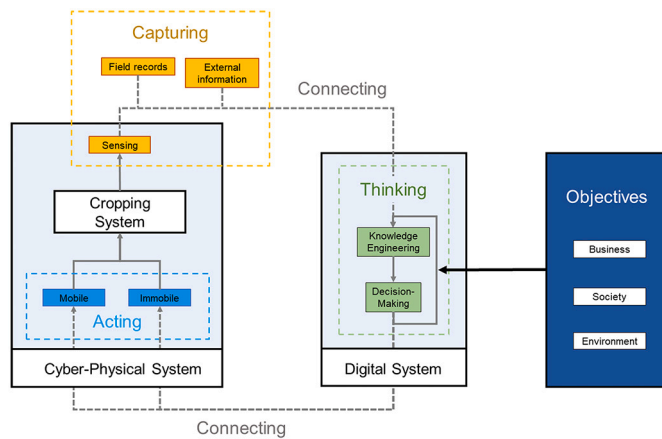 Capturing
Field records
External
information
Connecting
Sensing
Cropping
System
Mobile
Immobile
Acting
Cyber-Physical System
Thinking
Knowledge
Engineering
Decision-
Making
Digital System
Objectives
Business
Society
Environment
Connecting